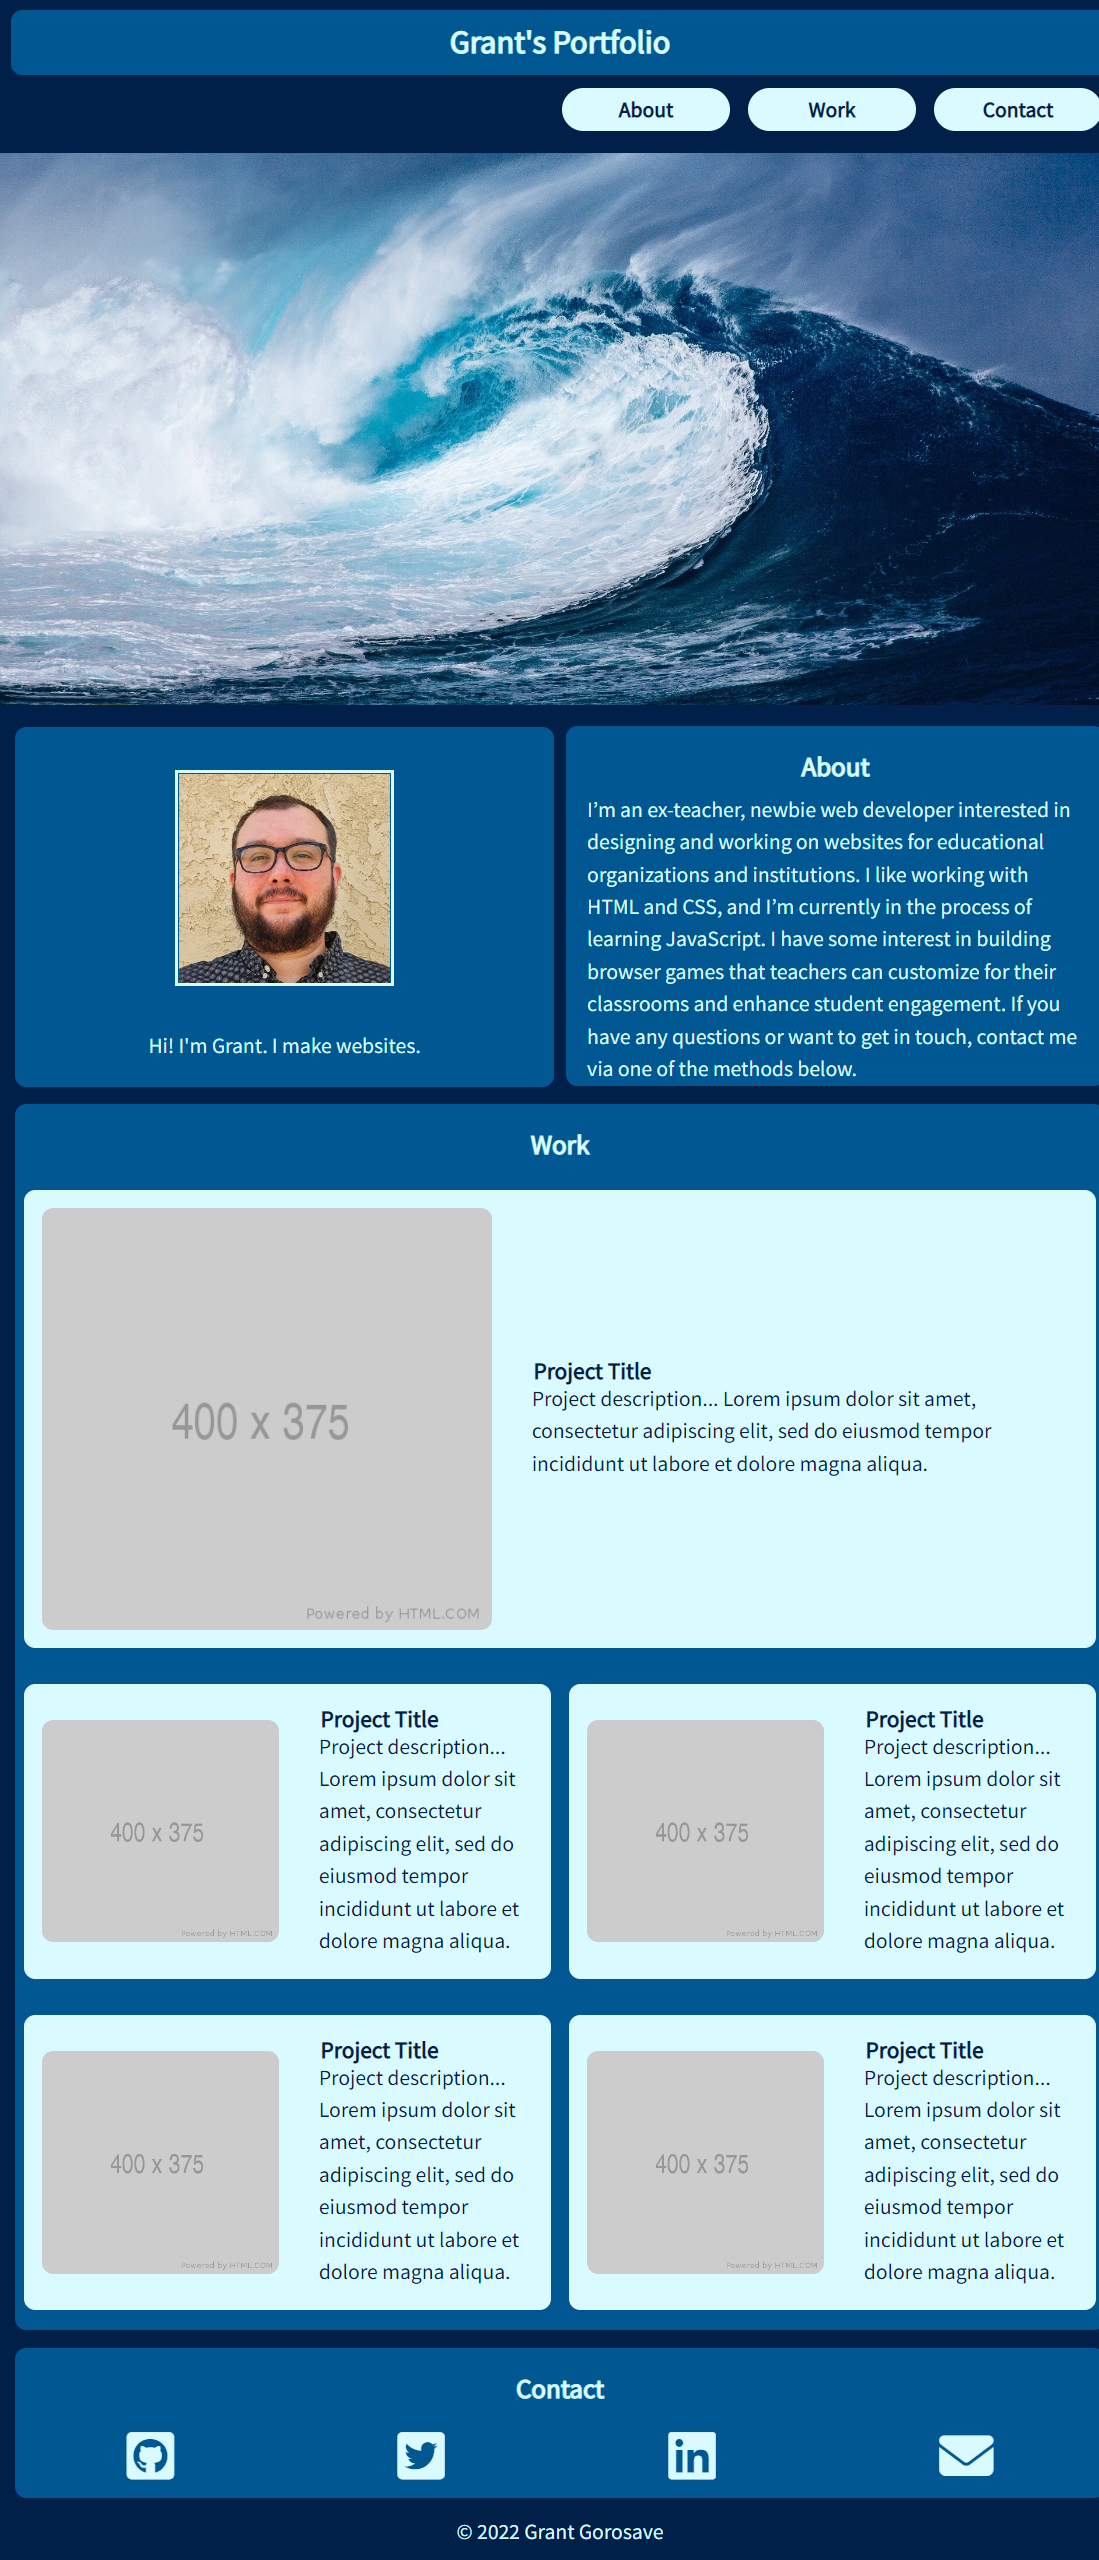 Grant's Portfolio
About
Work
Contact
Hi! I'm Grant. I make websites.
About
I’m an ex-teacher, newbie web developer interested in
designing and working on websites for educational
organizations and institutions. I like working with
HTML and CSS, and I’m currently in the process of
learning JavaScript. I have some interest in building
browser games that teachers can customize for their
classrooms and enhance student engagement. If you
have any questions or want to get in touch, contact me
via one of the methods below.
Work
400 x 375
Powered by HTML.COM
Project Title
Project description... Lorem ipsum dolor sit amet,
consectetur adipiscing elit, sed do eiusmod tempor
incididunt ut labore et dolore magna aliqua.
400 x 375
Powered by HTML.COM
Project Title
Project description...
Lorem ipsum dolor sit
amet, consectetur
adipiscing elit, sed do
eiusmod tempor
incididunt ut labore et
dolore magna aliqua.
400 x 375
Powered by HTML.COM
Project Title
Project description...
Lorem ipsum dolor sit
amet, consectetur
adipiscing elit, sed do
eiusmod tempor
incididunt ut labore et
dolore magna aliqua.
400 x 375
Powered by HTML.COM
Project Title
Project description...
Lorem ipsum dolor sit
amet, consectetur
adipiscing elit, sed do
eiusmod tempor
incididunt ut labore et
dolore magna aliqua.
400 x 375
Powered by HTML.COM
Project Title
Project description...
Lorem ipsum dolor sit
amet, consectetur
adipiscing elit, sed do
eiusmod tempor
incididunt ut labore et
dolore magna aliqua.
Contact
in
© 2022 Grant Gorosave